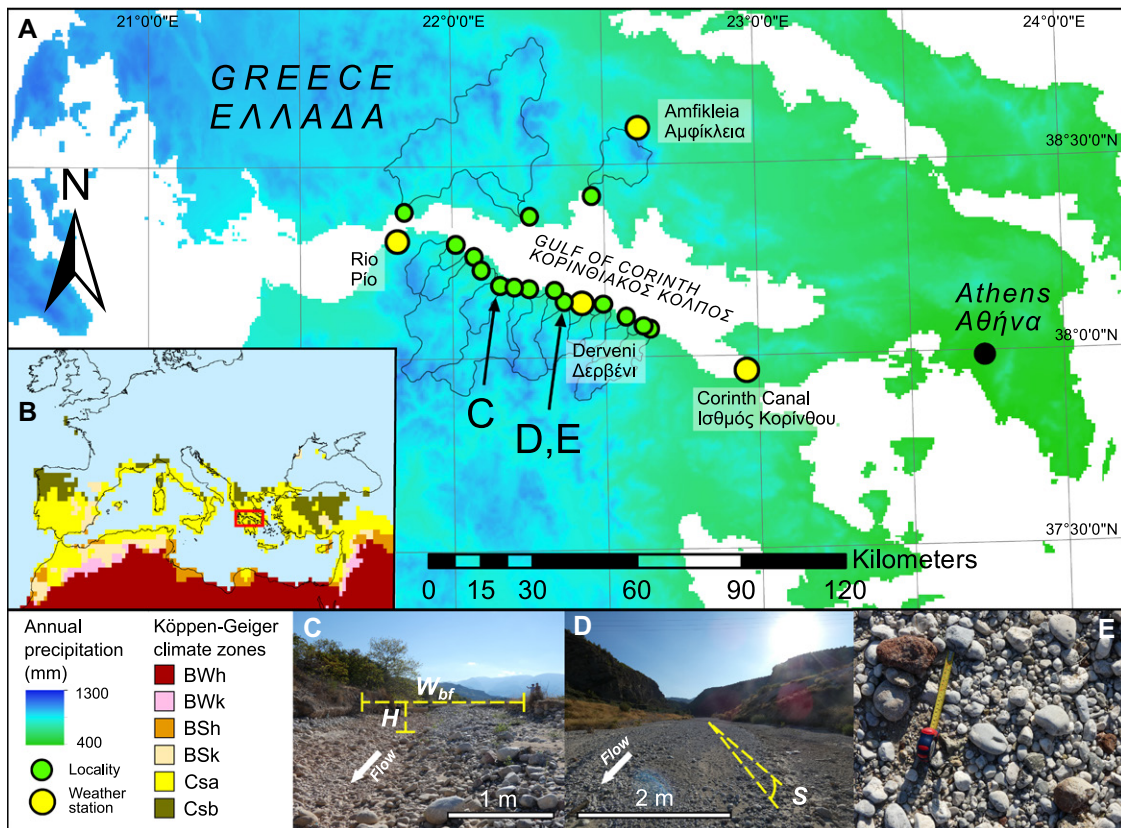 A
21°0'0"E
22°0'0"E
23°0'0"E
24°0'0"E
GREECE
ΕΛΛΑΔΑ
Amfikleia
Αμφίκλεια
38°30'0"N
N
Rio
Ρίο
GULF OF CORINTH
ΚΟΡΙΝΘΙΑΚΟΣ ΚΟΛΠΟΣ
Athens
Αθήνα
38°0'0"N
Derveni
Δερβένι
Corinth Canal
Ισθμός Κορίνθου
C
D,E
37°30'0"N
Kilometers
0 15 30 60 90 120
B
Annual
precipitation
(mm)
1300
400
Locality
Weather
station
Köppen-Geiger
climate zones
BWh
BWk
BSh
BSk
Csa
Csb
C
Wbf
H
Flow
1 m
D
Flow
S
2 m
E